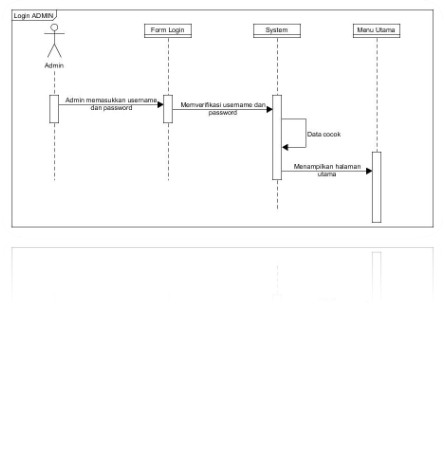 Login ADMIN
Form Login
System
Menu Utama
Admin
Admin memasukkan username
dan password
Memverifikasi username dan
password
Data cocok
Menampilkan halaman
utama